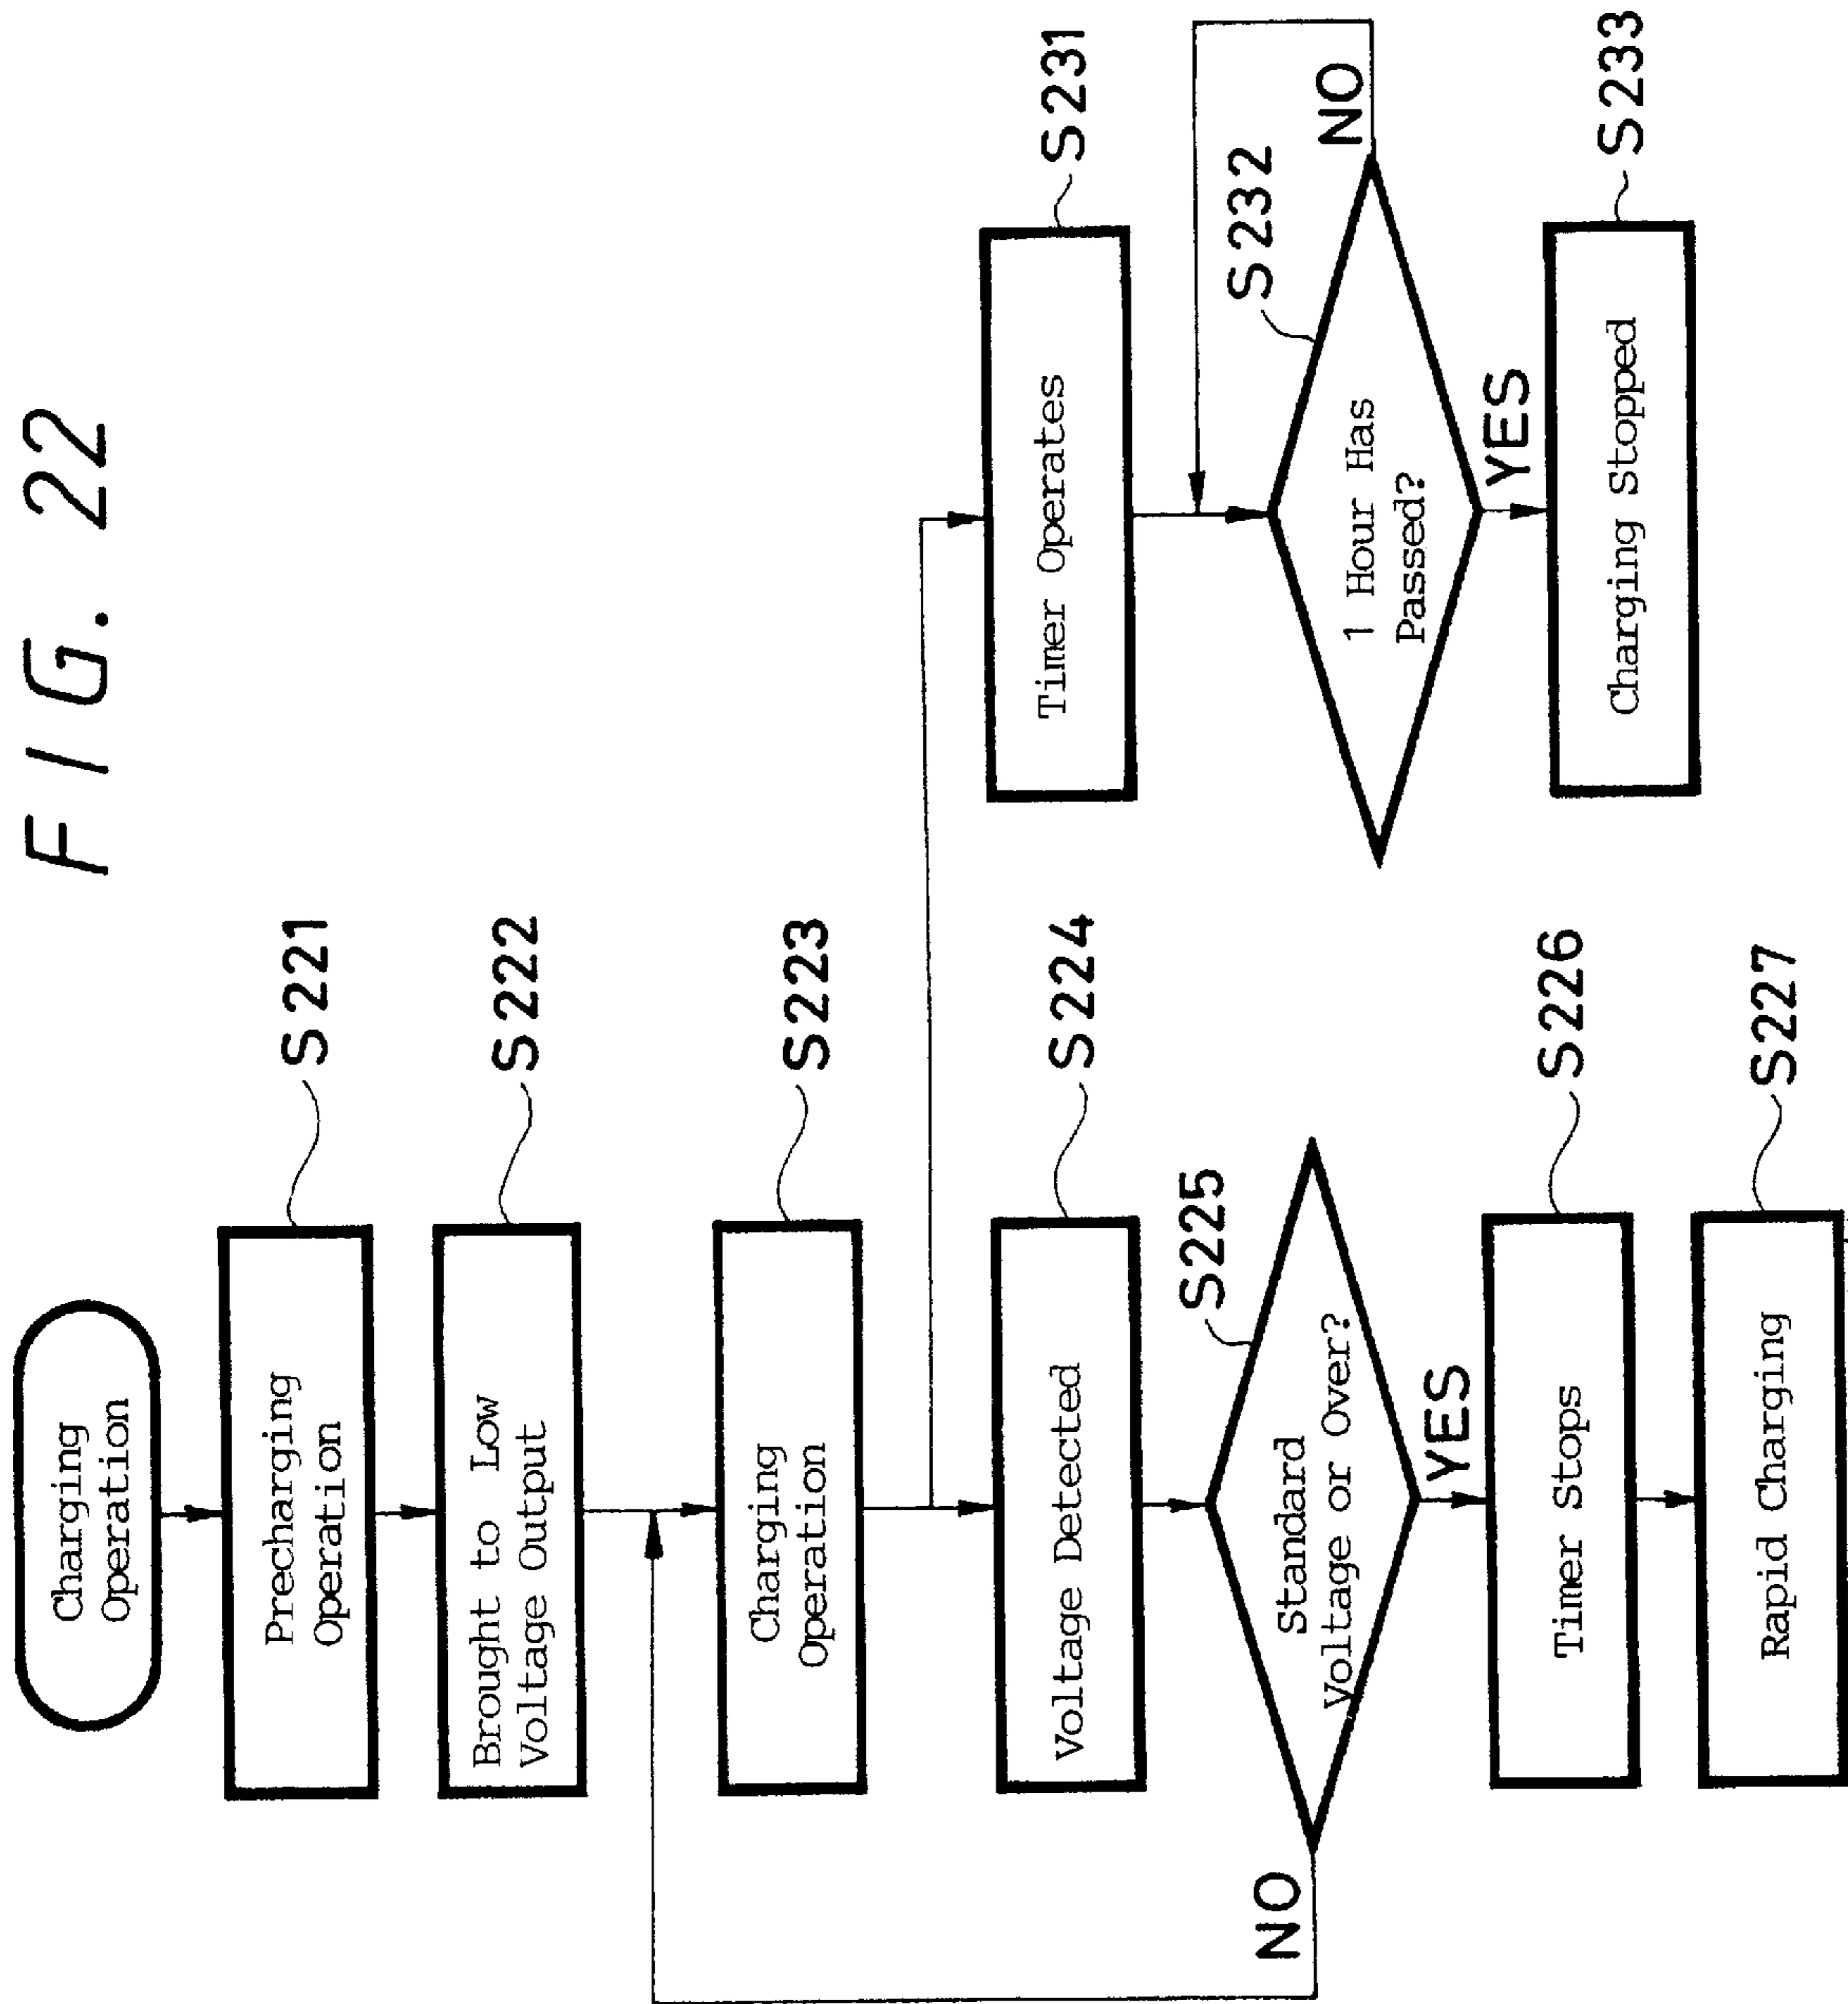 FIG. 22
Charging
Operation
Precharging
Operation
S221
Brought to Low
Voltage Output
S222
Charging
Operation
S223
Voltage Detected
S224
Standard
Voltage or Over?
S225
NO
YES
Timer Stops
S226
Rapid Charging
S227
Timer Operates
S231
1 Hour Has
Passed?
S232
NO
YES
Charging Stopped
S233